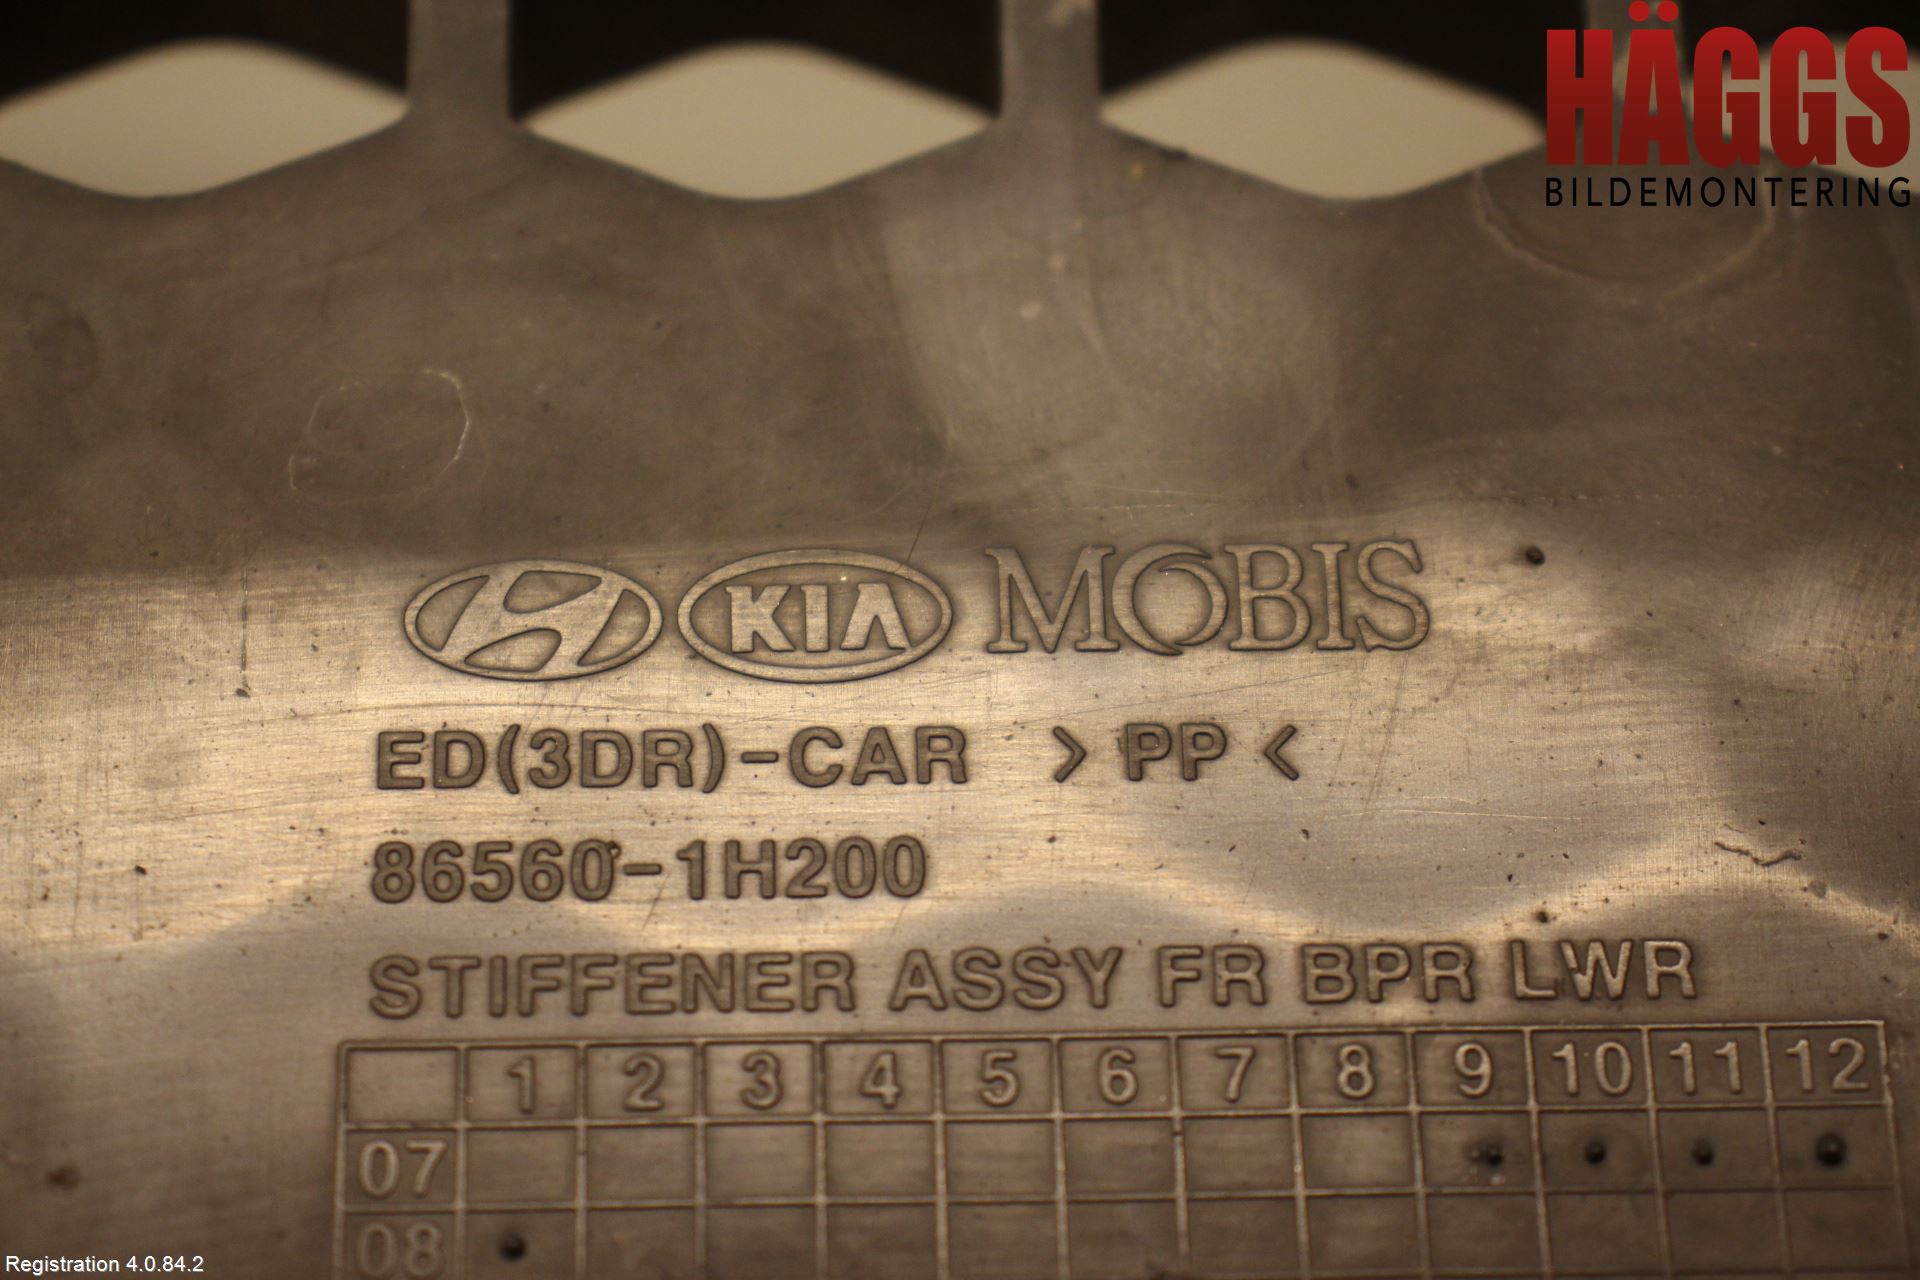 HÄGGS
BILDEMONTERING
KIA MOBIS
ED(3DR)-CAR >PP<
86560-1H200
STIFFENER ASSY FR BPR LWR
1 2 3 4 5 6 7 8 9 10 11 12
07
08
Registration 4.0.84.2